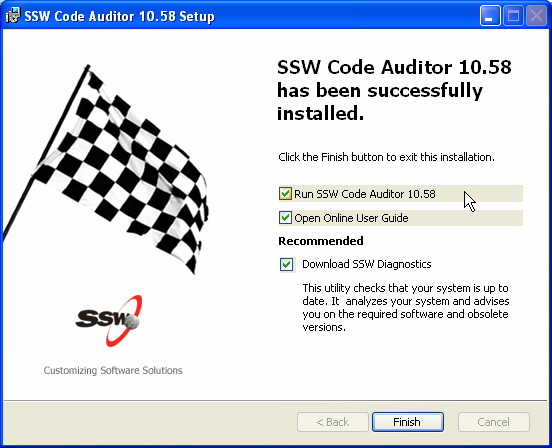 SSW Code Auditor 10.58 Setup
SSW Code Auditor 10.58
has been successfully
installed.
Click the Finish button to exit this installation.
Run SSW Code Auditor 10.58
Open Online User Guide
Recommended
Download SSW Diagnostics
This utility checks that your system is up to
date. It analyzes your system and advises
you on the required software and obsolete
versions.
SSW
Customizing Software Solutions
< Back
Finish
Cancel